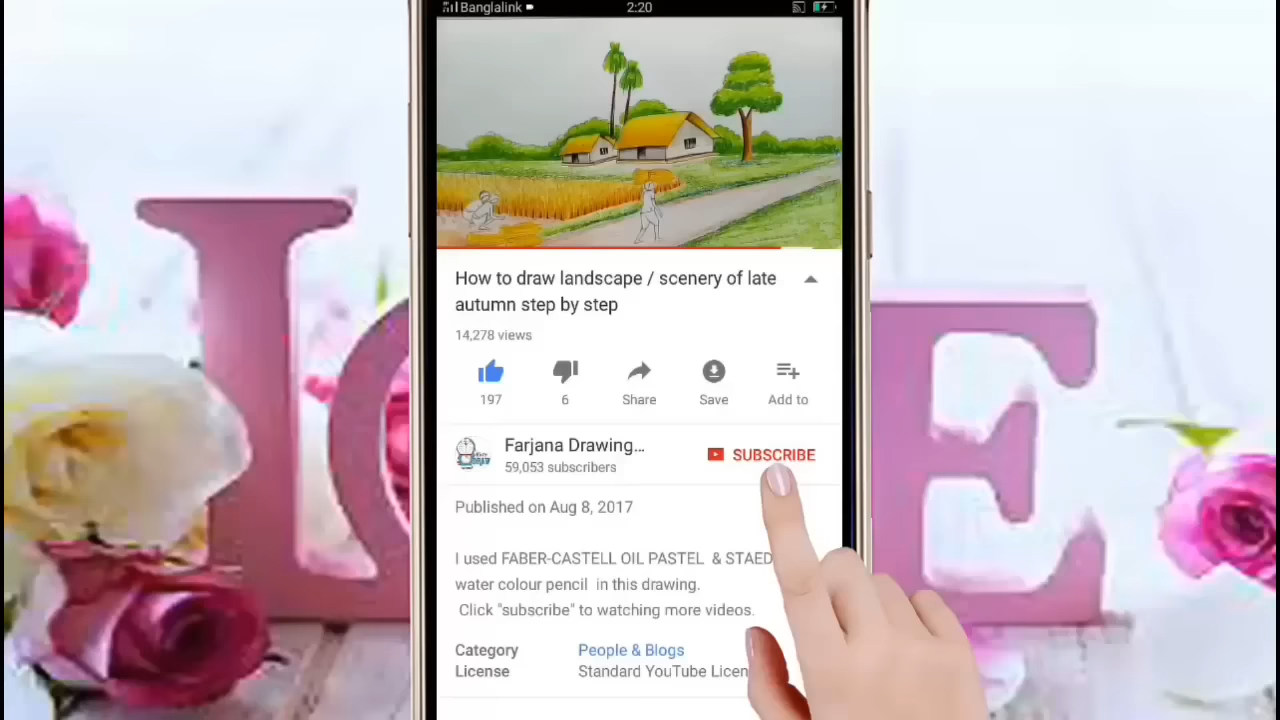 Banglalink
2:20
How to draw landscape / scenery of late
autumn step by step
14,278 views
197
6
Share
Save
Add to
Farjana Drawing...
59,053 subscribers
SUBSCRIBE
Published on Aug 8, 2017
I used FABER-CASTELL OIL PASTEL & STAED
water colour pencil in this drawing.
Click "subscribe" to watching more videos.
Category
People & Blogs
License
Standard YouTube Licen